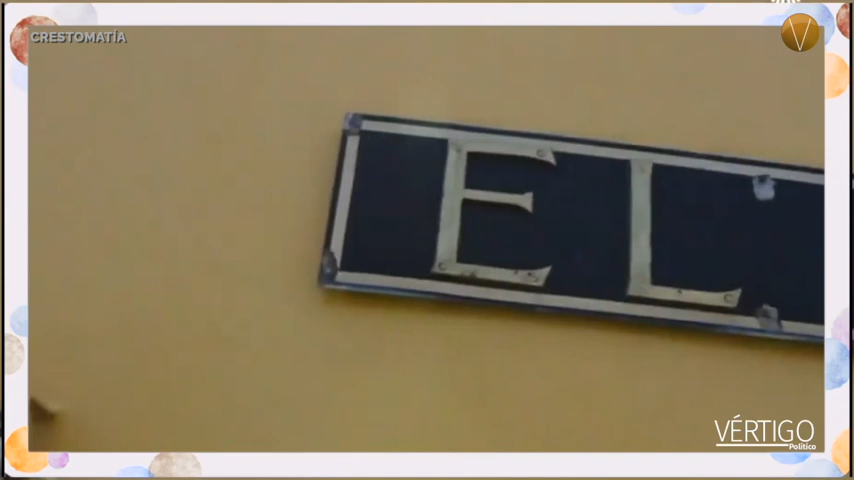 CRESTOMATÍA
V
EL
VÉRTIGO
Político